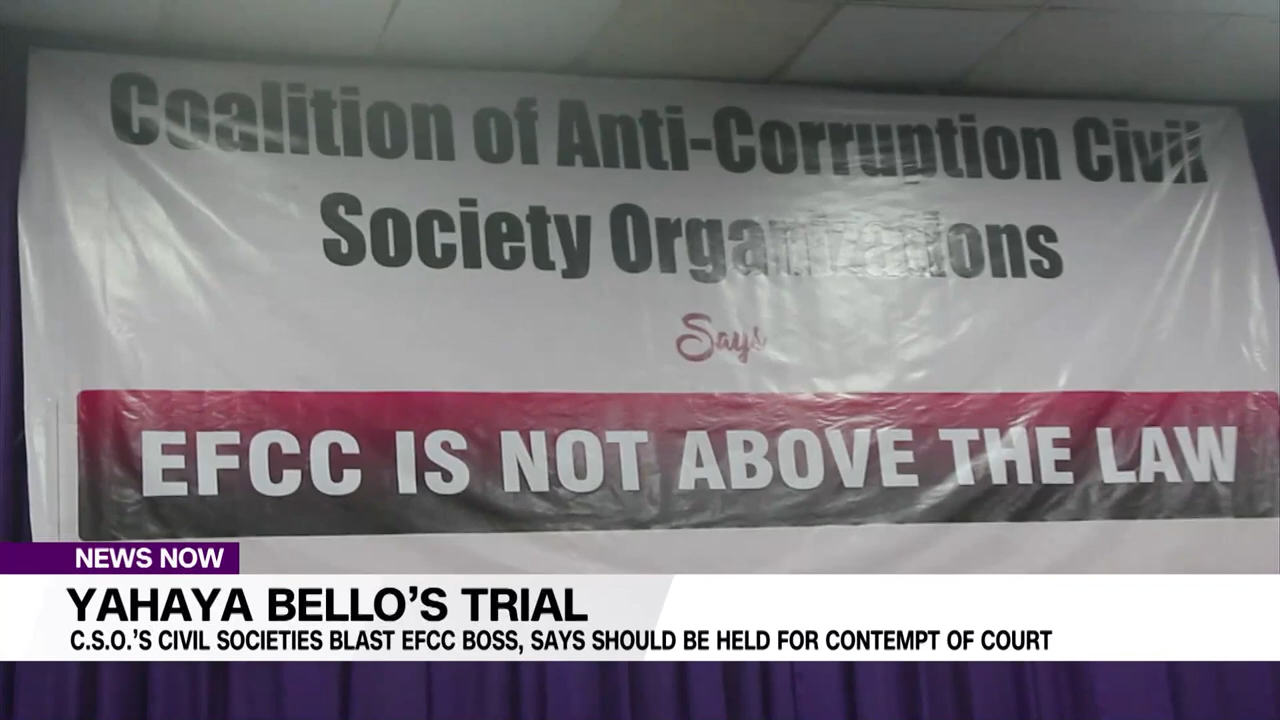 Coalition of Anti-Corruption Civil
Society Organizations
Says
EFCC IS NOT ABOVE THE LAW
NEWS NOW
YAHAYA BELLO'S TRIAL
C.S.O.'S CIVIL SOCIETIES BLAST EFCC BOSS, SAYS SHOULD BE HELD FOR CONTEMPT OF COURT